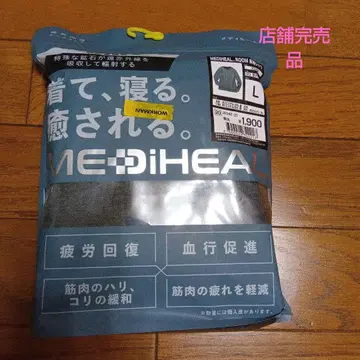 店舗完売
品
特殊な鉱石が遠赤外線を
吸収して輻射する
着て、寝る。
癒される。
WORKMAN
MEDiHEAL
MEDIHEAL ROOM
L
¥1,900
疲労回復
血行促進
筋肉のハリ、
コリの緩和
筋肉の疲れを軽減